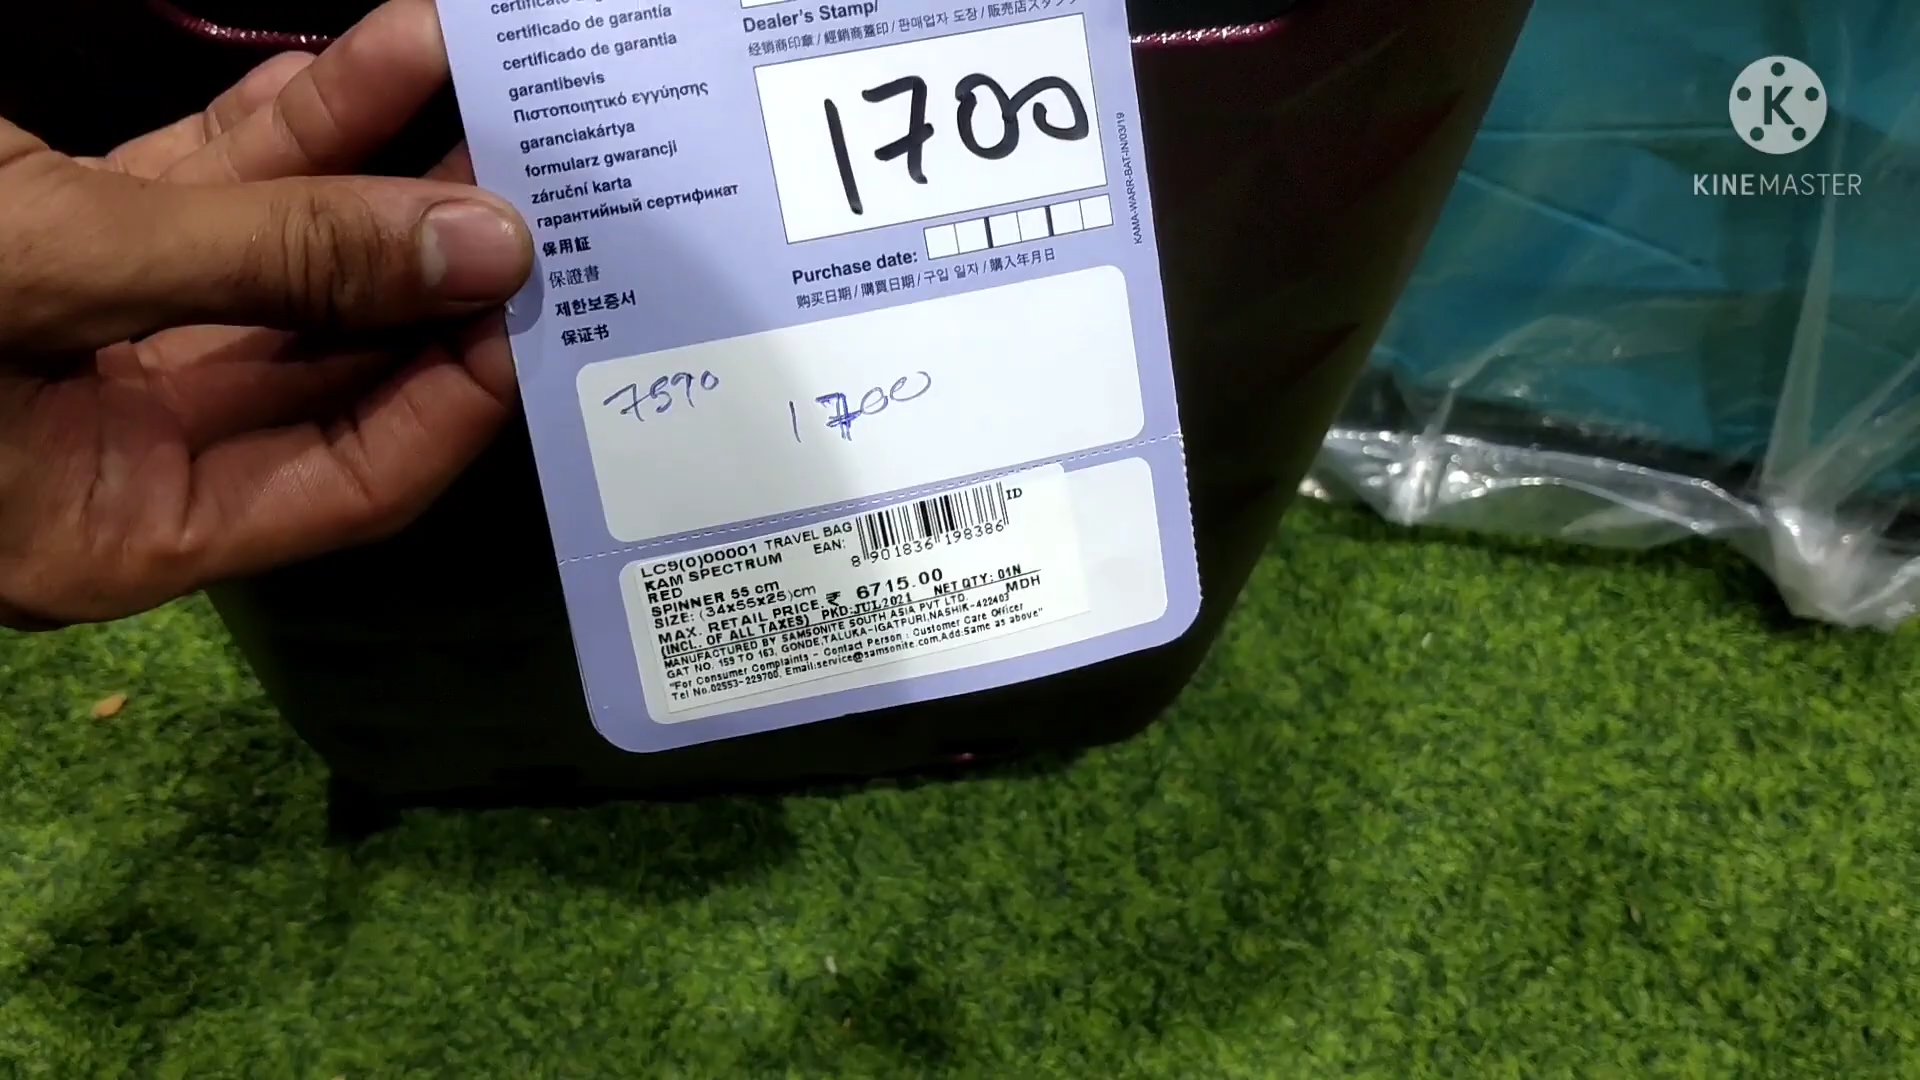 certificado de garantía
certificado de garantia
garantibevis
Πιστοποιητικό εγγύησης
garanciakártya
formularz gwarancji
záruční karta
гарантийный сертификат
保用証
保證書
제한보증서
保证书
Dealer's Stamp/
经销商印章 / 經銷商蓋印 / 판매업자 도장 / 販売店スタンプ
1700
KAMA-WARR-BAT-IN/03/19
Purchase date:
购买日期 / 購買日期 / 구입 일자 / 購入年月日
7590
1700
LC9(0)00001 TRAVEL BAG
KAM SPECTRUM
EAN:
ID
8 901836 198386
RED
SPINNER 55 cm
SIZE: (34x55x25)cm
MAX. RETAIL PRICE. ₹ 6715.00
(INCL. OF ALL TAXES) PKD:JUL2021 NET QTY: 01N
MANUFACTURED BY SAMSONITE SOUTH ASIA PVT LTD. MDH
GAT NO. 159 TO 163, GONDE,TALUKA-IGATPURI,NASHIK-422403
"For Consumer Complaints - Contact Person : Customer Care Officer
Tel No.02553-229700, Email:service@samsonite.com,Add:Same as above"
K
KINEMASTER